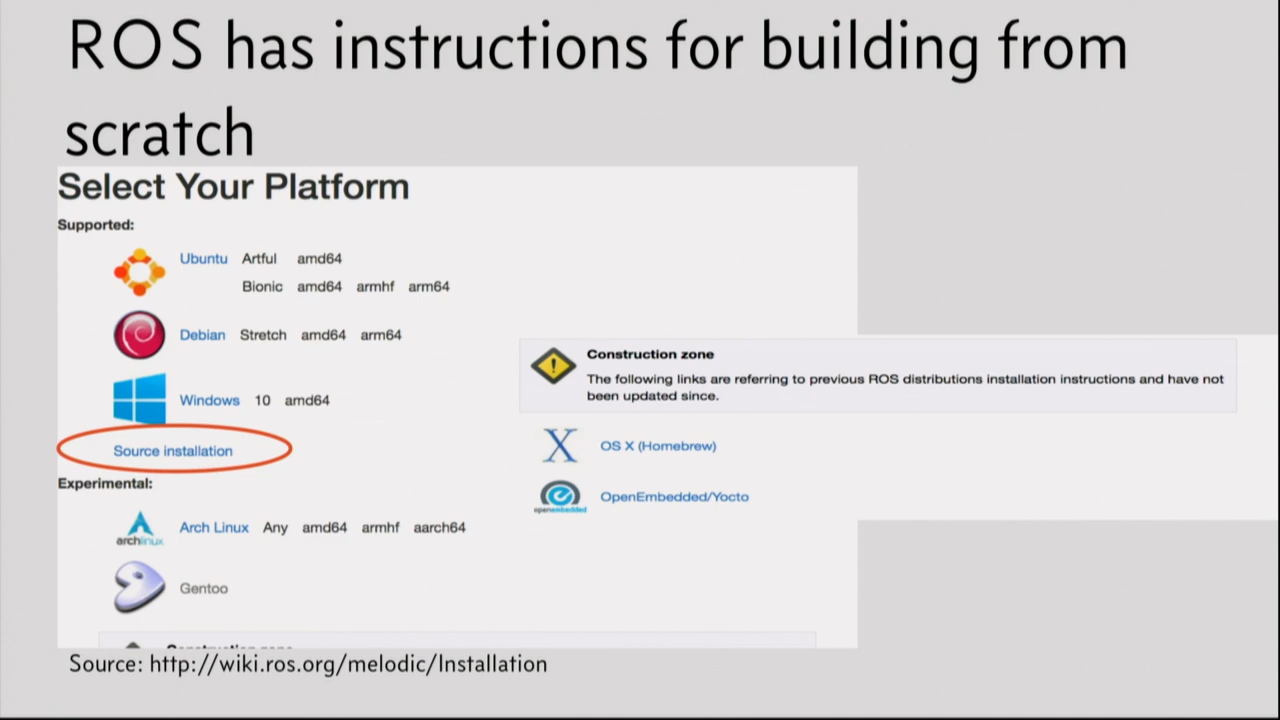 ROS has instructions for building from
scratch
Select Your Platform
Supported:
Ubuntu Artful amd64
Bionic amd64 armhf arm64
Debian Stretch amd64 arm64
Windows 10 amd64
Source installation
Experimental:
archlinux Arch Linux Any amd64 armhf aarch64
Gentoo
Construction zone
The following links are referring to previous ROS distributions installation instructions and have not
been updated since.
X OS X (Homebrew)
openembedded OpenEmbedded/Yocto
Source: http://wiki.ros.org/melodic/Installation